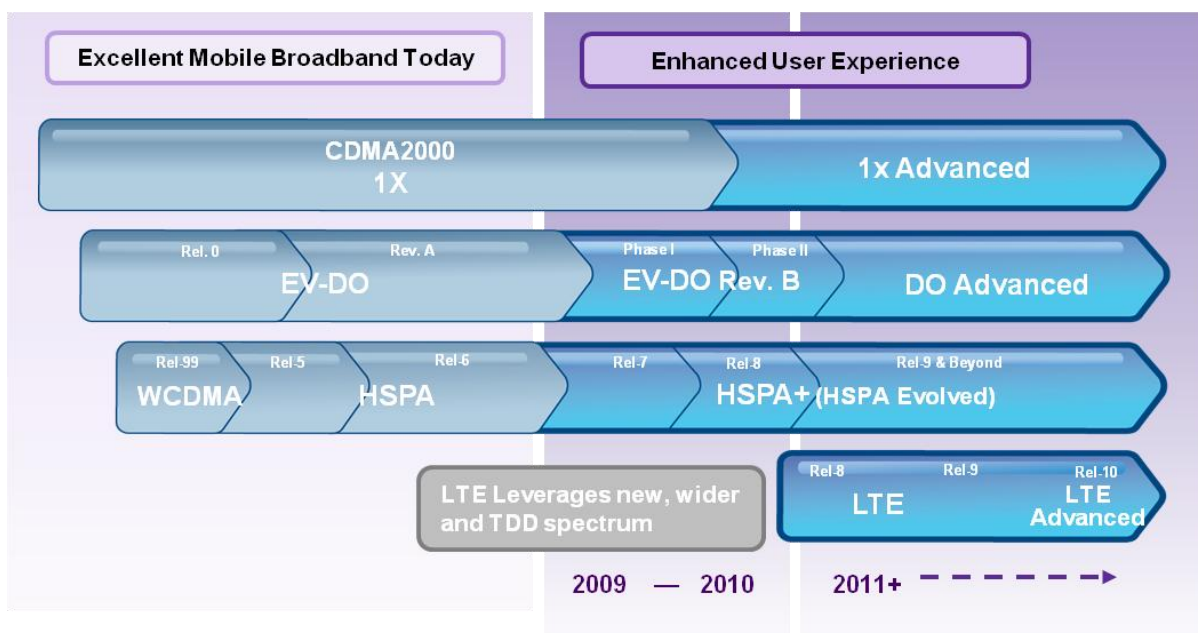 Excellent Mobile Broadband Today
Enhanced User Experience
CDMA2000
1X
1x Advanced
Rel. 0
Rev. A
Phase I
Phase II
EV-DO
EV-DO Rev. B
DO Advanced
Rel-99
Rel-5
Rel-6
Rel-7
Rel-8
Rel-9 & Beyond
WCDMA
HSPA
HSPA+ (HSPA Evolved)
LTE Leverages new, wider
and TDD spectrum
Rel-8
Rel-9
Rel-10
LTE
LTE
Advanced
2009 — 2010
2011+